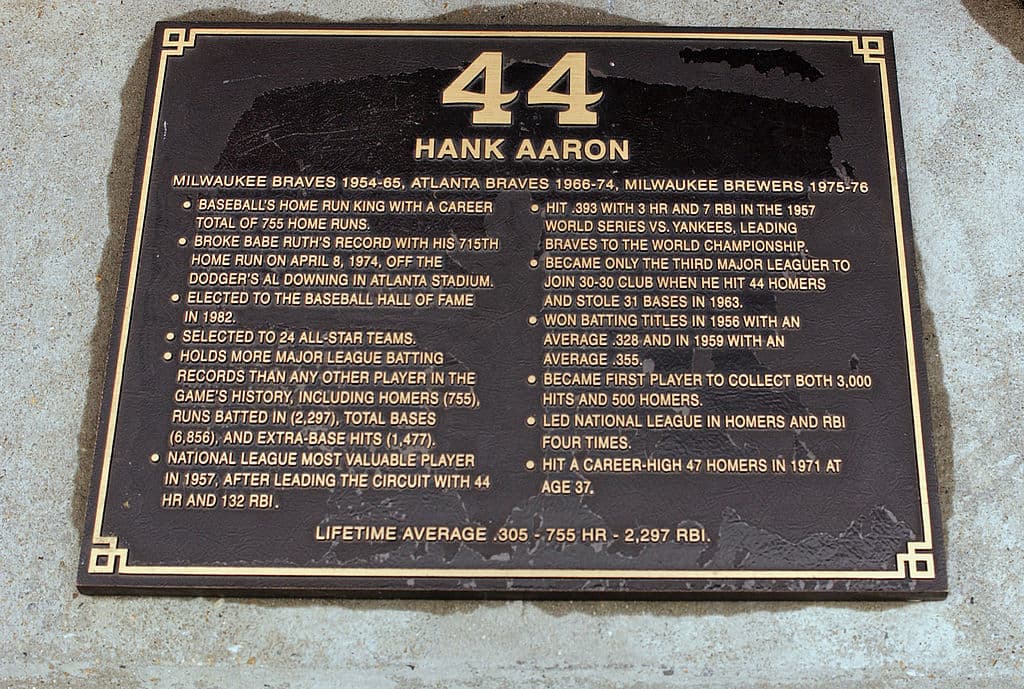 44
HANK AARON
MILWAUKEE BRAVES 1954-65, ATLANTA BRAVES 1966-74, MILWAUKEE BREWERS 1975-76
• BASEBALL'S HOME RUN KING WITH A CAREER
TOTAL OF 755 HOME RUNS.
• BROKE BABE RUTH'S RECORD WITH HIS 715TH
HOME RUN ON APRIL 8, 1974, OFF THE
DODGER'S AL DOWNING IN ATLANTA STADIUM.
• ELECTED TO THE BASEBALL HALL OF FAME
IN 1982.
• SELECTED TO 24 ALL-STAR TEAMS.
• HOLDS MORE MAJOR LEAGUE BATTING
RECORDS THAN ANY OTHER PLAYER IN THE
GAME'S HISTORY, INCLUDING HOMERS (755),
RUNS BATTED IN (2,297), TOTAL BASES
(6,856), AND EXTRA-BASE HITS (1,477).
• NATIONAL LEAGUE MOST VALUABLE PLAYER
IN 1957, AFTER LEADING THE CIRCUIT WITH 44
HR AND 132 RBI.
• HIT .393 WITH 3 HR AND 7 RBI IN THE 1957
WORLD SERIES VS. YANKEES, LEADING
BRAVES TO THE WORLD CHAMPIONSHIP.
• BECAME ONLY THE THIRD MAJOR LEAGUER TO
JOIN 30-30 CLUB WHEN HE HIT 44 HOMERS
AND STOLE 31 BASES IN 1963.
• WON BATTING TITLES IN 1956 WITH AN
AVERAGE .328 AND IN 1959 WITH AN
AVERAGE .355.
• BECAME FIRST PLAYER TO COLLECT BOTH 3,000
HITS AND 500 HOMERS.
• LED NATIONAL LEAGUE IN HOMERS AND RBI
FOUR TIMES.
• HIT A CAREER-HIGH 47 HOMERS IN 1971 AT
AGE 37.
LIFETIME AVERAGE .305 - 755 HR - 2,297 RBI.